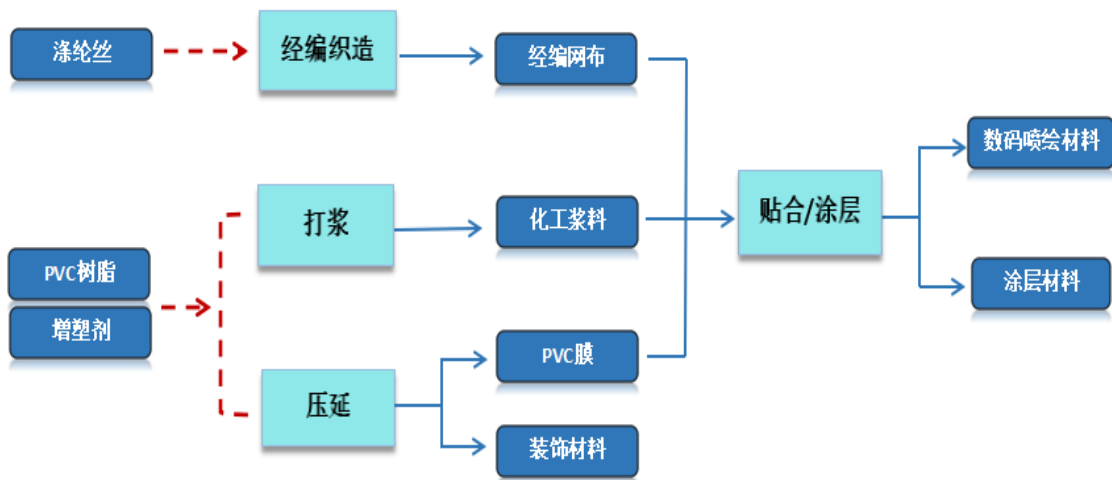 涤纶丝
经编织造
经编网布
数码喷绘材料
打浆
化工浆料
贴合/涂层
PVC树脂
增塑剂
涂层材料
压延
PVC膜
装饰材料